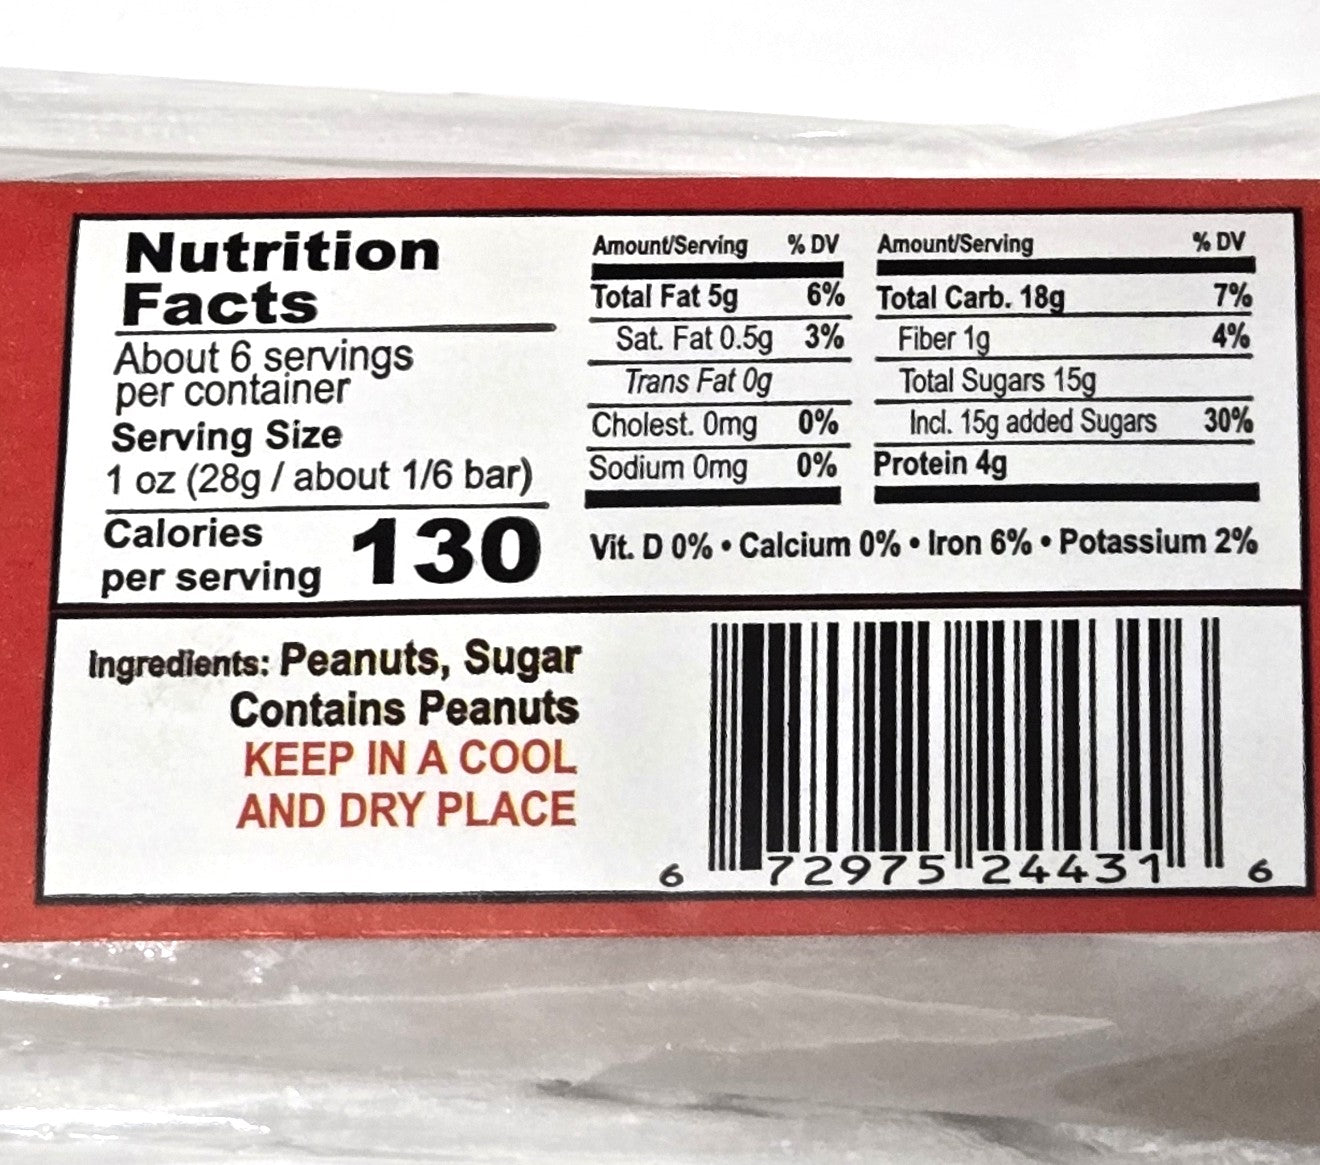 Nutrition
Facts
About 6 servings
per container
Serving Size
1 oz (28g / about 1/6 bar)
Calories
per serving 130
Amount/Serving % DV
Total Fat 5g 6%
Sat. Fat 0.5g 3%
Trans Fat 0g
Cholest. 0mg 0%
Sodium 0mg 0%
Amount/Serving % DV
Total Carb. 18g 7%
Fiber 1g 4%
Total Sugars 15g
Incl. 15g added Sugars 30%
Protein 4g
Vit. D 0% • Calcium 0% • Iron 6% • Potassium 2%
Ingredients: Peanuts, Sugar
Contains Peanuts
KEEP IN A COOL
AND DRY PLACE
6 72975 24431 6